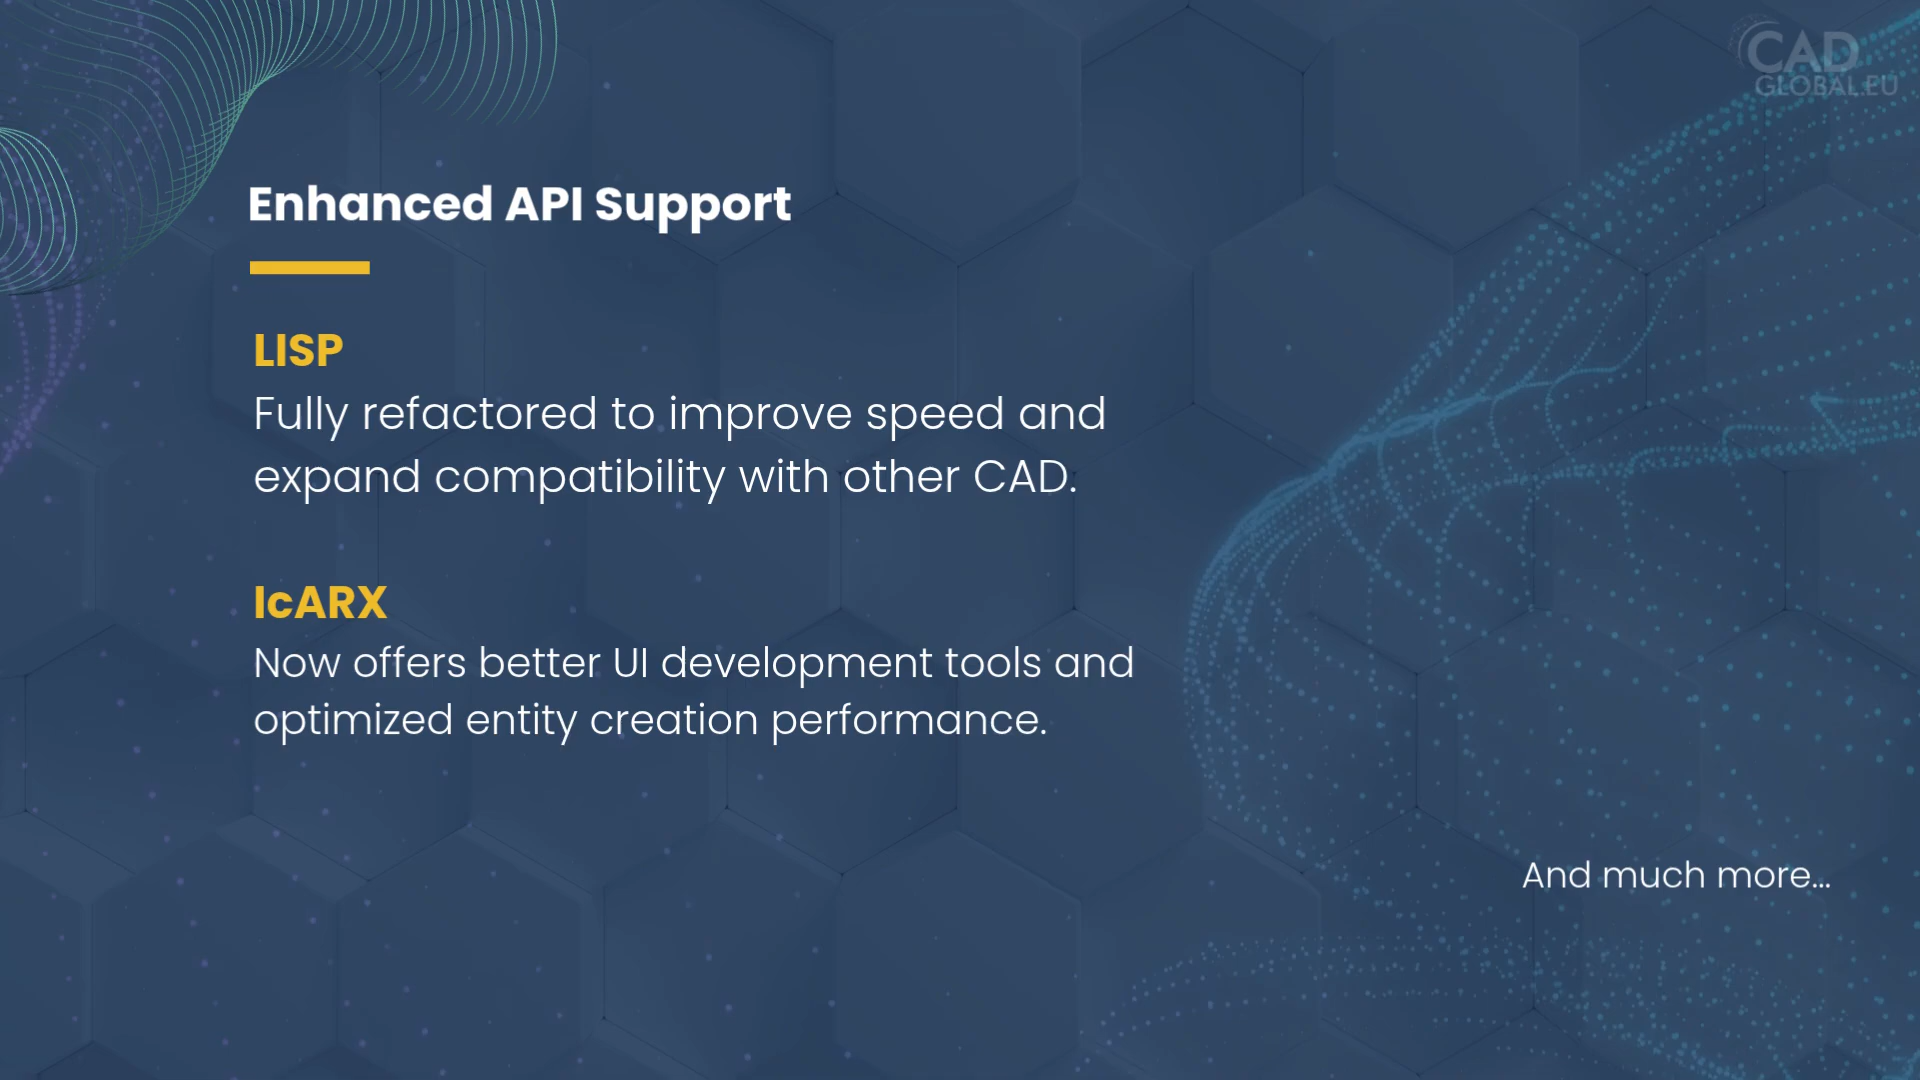 CAD
GLOBAL.EU
Enhanced API Support
LISP
Fully refactored to improve speed and
expand compatibility with other CAD.
IcARX
Now offers better UI development tools and
optimized entity creation performance.
And much more...